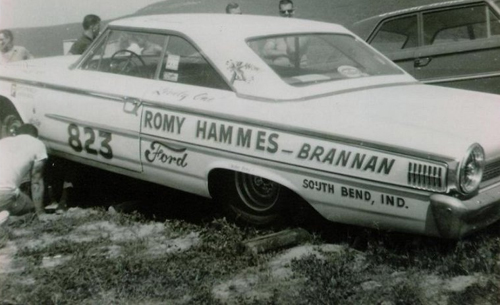 ROMY HAMMES - BRANNAN
823
Ford
SOUTH BEND, IND.